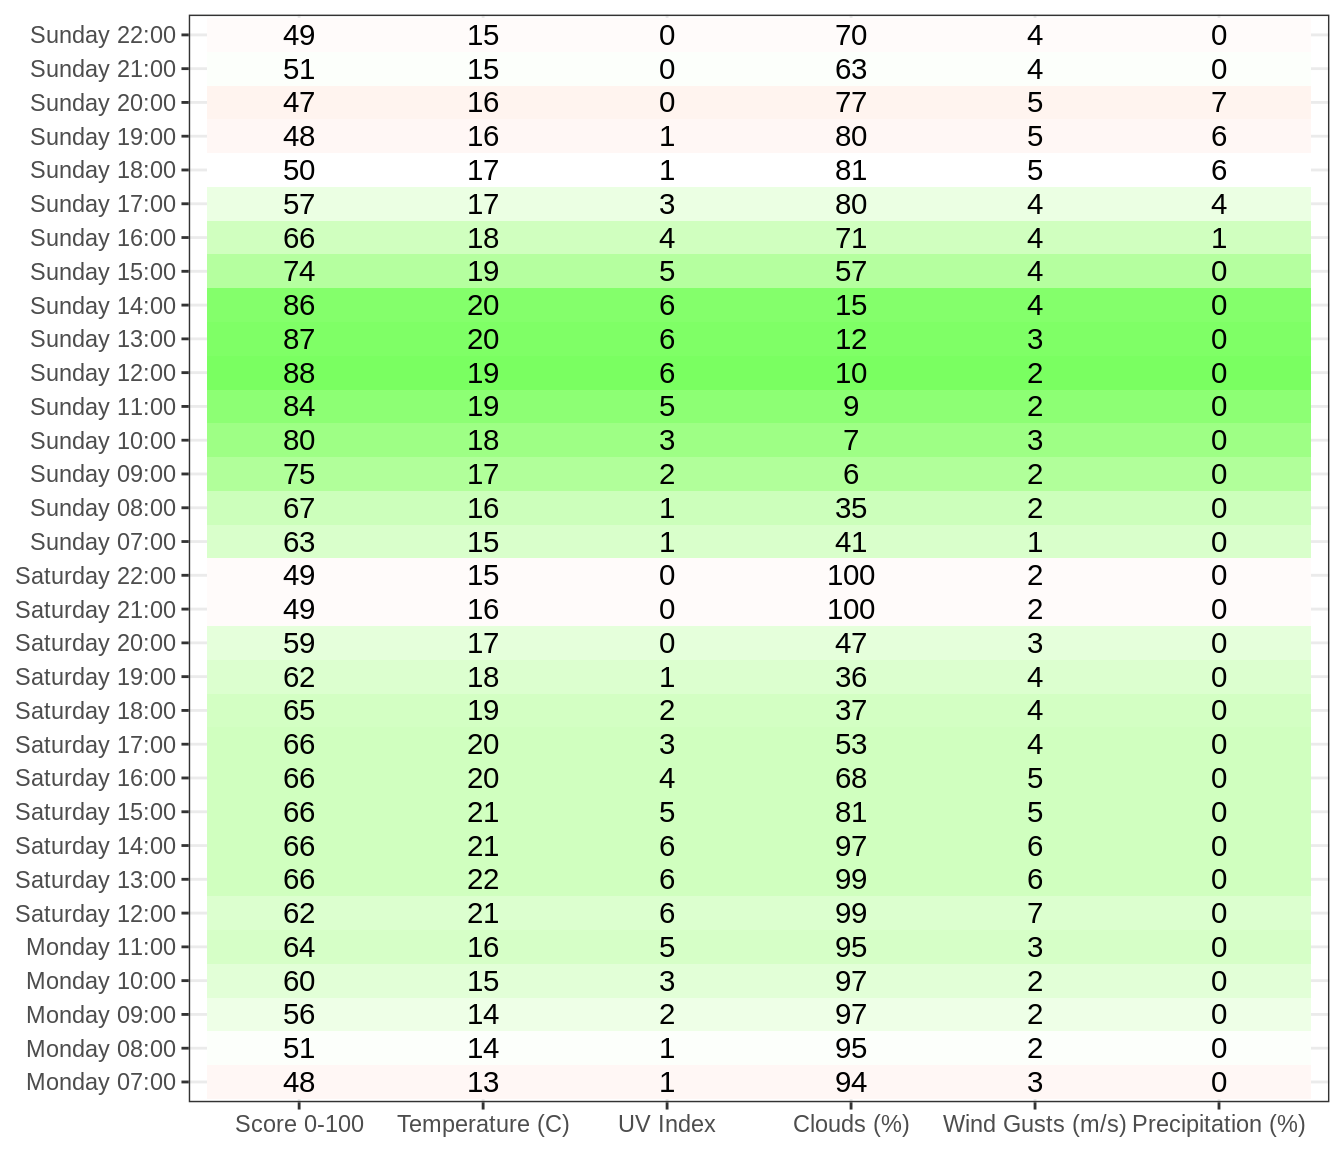 Sunday 22:00 49 15 0 70 4 0
Sunday 21:00 51 15 0 63 4 0
Sunday 20:00 47 16 0 77 5 7
Sunday 19:00 48 16 1 80 5 6
Sunday 18:00 50 17 1 81 5 6
Sunday 17:00 57 17 3 80 4 4
Sunday 16:00 66 18 4 71 4 1
Sunday 15:00 74 19 5 57 4 0
Sunday 14:00 86 20 6 15 4 0
Sunday 13:00 87 20 6 12 3 0
Sunday 12:00 88 19 6 10 2 0
Sunday 11:00 84 19 5 9 2 0
Sunday 10:00 80 18 3 7 3 0
Sunday 09:00 75 17 2 6 2 0
Sunday 08:00 67 16 1 35 2 0
Sunday 07:00 63 15 1 41 1 0
Saturday 22:00 49 15 0 100 2 0
Saturday 21:00 49 16 0 100 2 0
Saturday 20:00 59 17 0 47 3 0
Saturday 19:00 62 18 1 36 4 0
Saturday 18:00 65 19 2 37 4 0
Saturday 17:00 66 20 3 53 4 0
Saturday 16:00 66 20 4 68 5 0
Saturday 15:00 66 21 5 81 5 0
Saturday 14:00 66 21 6 97 6 0
Saturday 13:00 66 22 6 99 6 0
Saturday 12:00 62 21 6 99 7 0
Monday 11:00 64 16 5 95 3 0
Monday 10:00 60 15 3 97 2 0
Monday 09:00 56 14 2 97 2 0
Monday 08:00 51 14 1 95 2 0
Monday 07:00 48 13 1 94 3 0
Score 0-100 Temperature (C) UV Index Clouds (%) Wind Gusts (m/s) Precipitation (%)